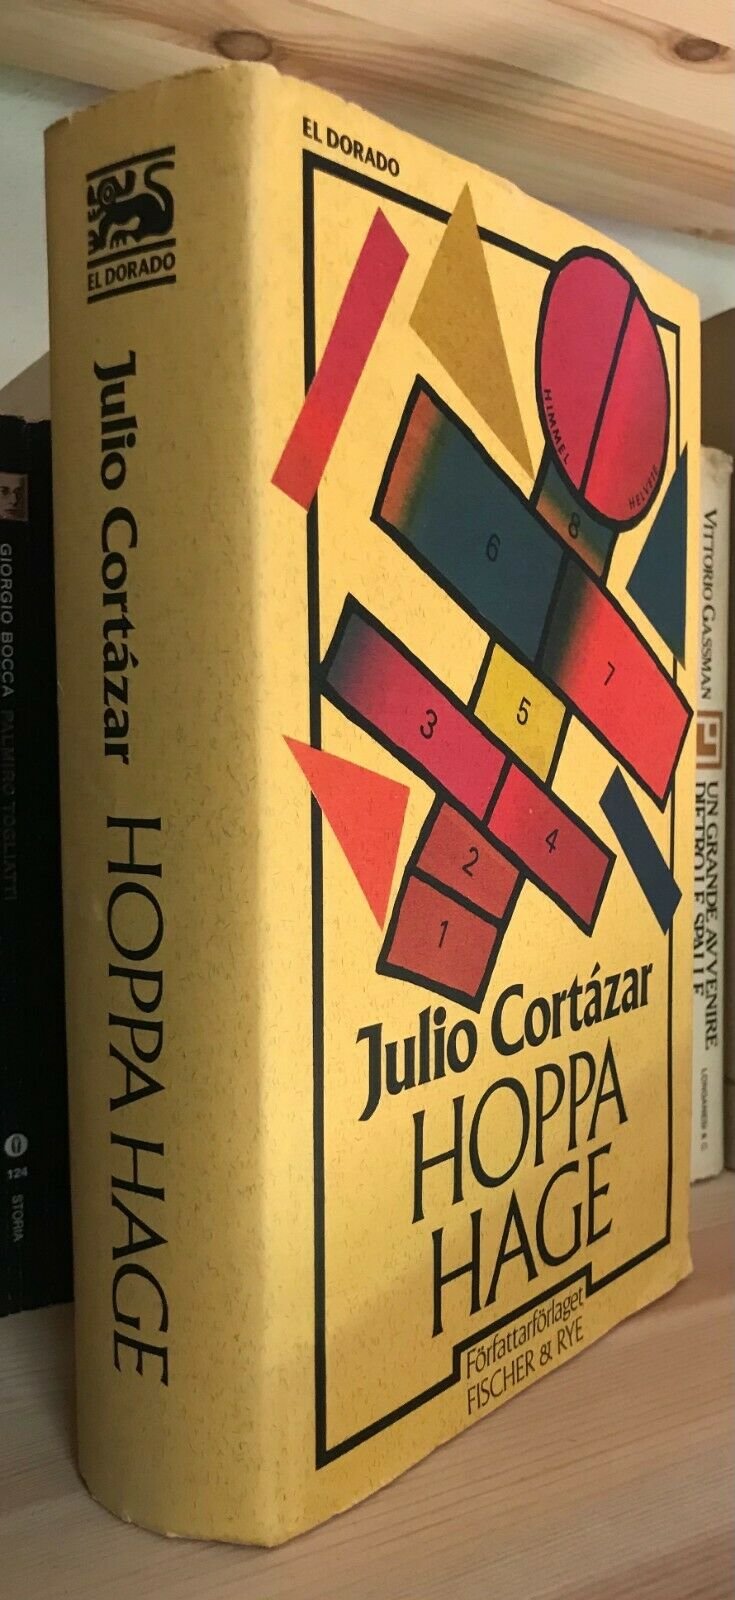 EL DORADO
Julio Cortázar HOPPA HAGE
EL DORADO
HIMMEL
HELVETE
8
6
7
5
3
4
2
1
Julio Cortázar
HOPPA
HAGE
Författarförlaget
FISCHER & RYE
GIORGIO BOCCA PALMIRO TOGLIATTI
124
STORIA
VITTORIO GASSMAN
UN GRANDE AVVENIRE
DIETRO LE SPALLE
LONGANESI & C.